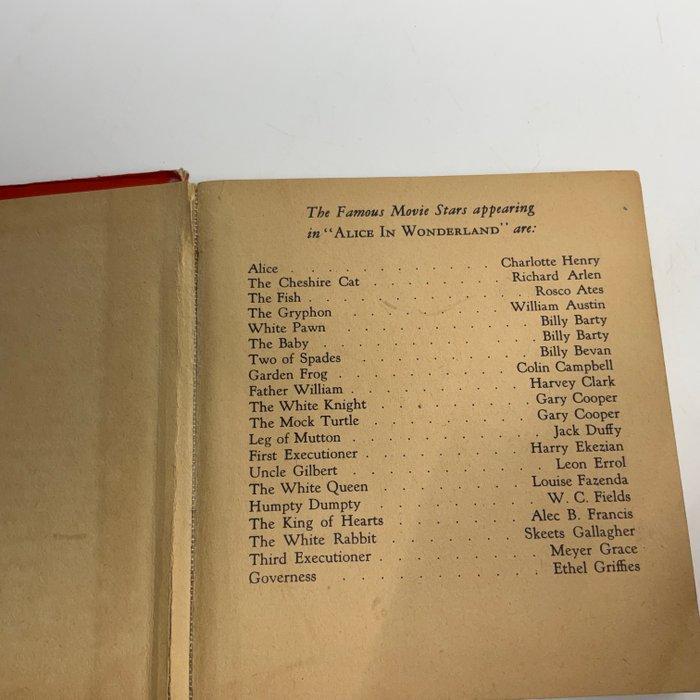 The Famous Movie Stars appearing
in "ALICE IN WONDERLAND" are:
Alice . . . . . . . . . . Charlotte Henry
The Cheshire Cat . . . . . . . Richard Arlen
The Fish . . . . . . . . . . Rosco Ates
The Gryphon . . . . . . . . William Austin
White Pawn . . . . . . . . . Billy Barty
The Baby . . . . . . . . . . Billy Barty
Two of Spades . . . . . . . . Billy Bevan
Garden Frog . . . . . . . . Colin Campbell
Father William . . . . . . . . Harvey Clark
The White Knight . . . . . . . Gary Cooper
The Mock Turtle . . . . . . . Gary Cooper
Leg of Mutton . . . . . . . . Jack Duffy
First Executioner . . . . . . . Harry Ekezian
Uncle Gilbert . . . . . . . . Leon Errol
The White Queen . . . . . . . Louise Fazenda
Humpty Dumpty . . . . . . . W. C. Fields
The King of Hearts . . . . . . Alec B. Francis
The White Rabbit . . . . . . Skeets Gallagher
Third Executioner . . . . . . . Meyer Grace
Governess . . . . . . . . . Ethel Griffies